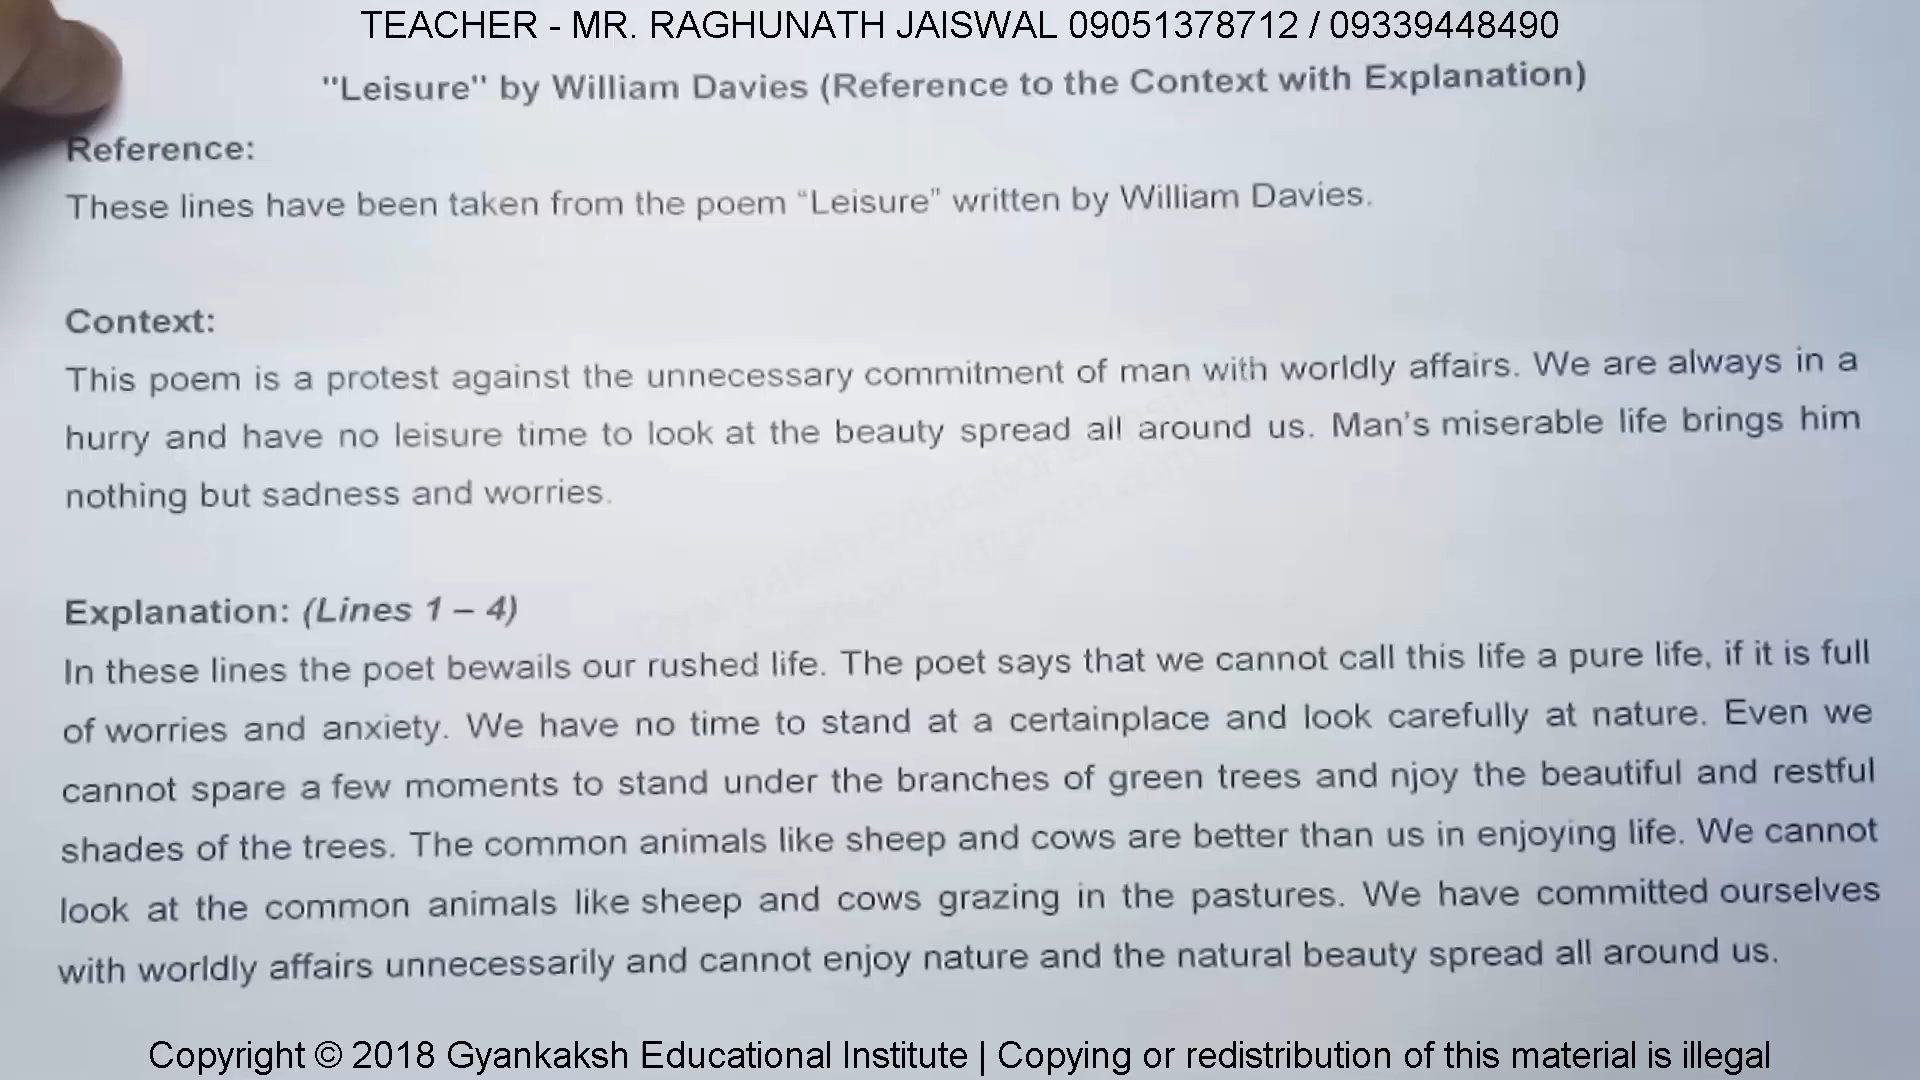 TEACHER - MR. RAGHUNATH JAISWAL 09051378712 / 09339448490
"Leisure" by William Davies (Reference to the Context with Explanation)
Reference:
These lines have been taken from the poem “Leisure” written by William Davies.
Context:
This poem is a protest against the unnecessary commitment of man with worldly affairs. We are always in a
hurry and have no leisure time to look at the beauty spread all around us. Man’s miserable life brings him
nothing but sadness and worries.
Explanation: (Lines 1 – 4)
In these lines the poet bewails our rushed life. The poet says that we cannot call this life a pure life, if it is full
of worries and anxiety. We have no time to stand at a certainplace and look carefully at nature. Even we
cannot spare a few moments to stand under the branches of green trees and njoy the beautiful and restful
shades of the trees. The common animals like sheep and cows are better than us in enjoying life. We cannot
look at the common animals like sheep and cows grazing in the pastures. We have committed ourselves
with worldly affairs unnecessarily and cannot enjoy nature and the natural beauty spread all around us.
Copyright © 2018 Gyankaksh Educational Institute | Copying or redistribution of this material is illegal